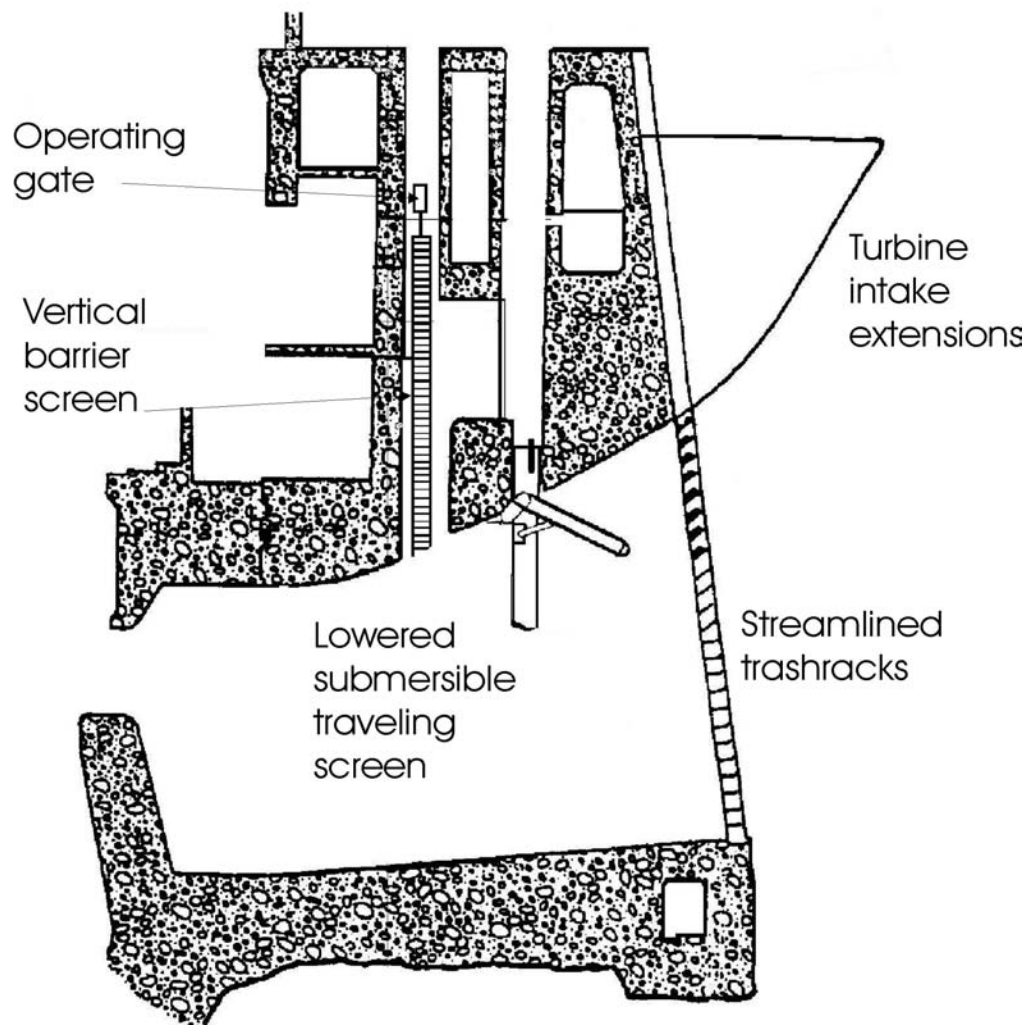 Operating
gate
Vertical
barrier
screen
Turbine
intake
extensions
Lowered
submersible
traveling
screen
Streamlined
trashracks